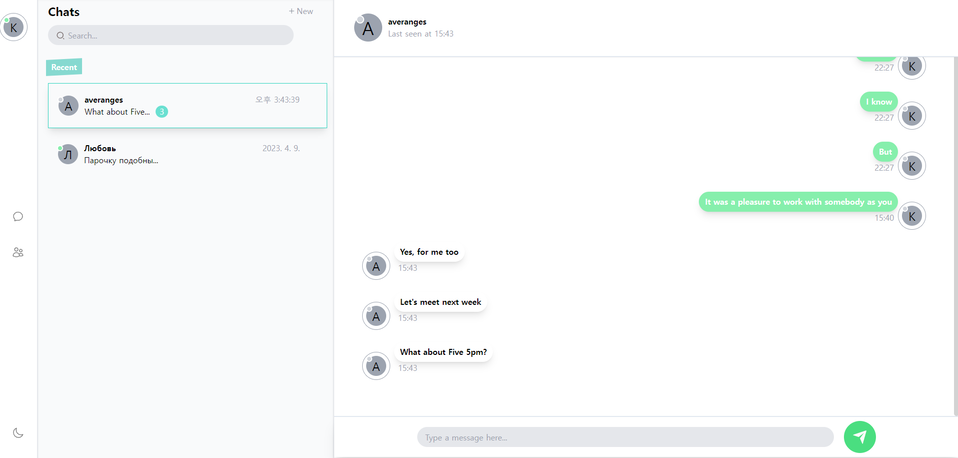 K
Chats
+ New
Search...
Recent
A
averanges
오후 3:43:39
What about Five...
3
Л
Любовь
2023. 4. 9.
Парочку подобны...
A
averanges
Last seen at 15:43
22:27
K
I know
22:27
K
But
22:27
K
It was a pleasure to work with somebody as you
15:40
K
Yes, for me too
A
15:43
Let's meet next week
A
15:43
What about Five 5pm?
A
15:43
Type a message here...